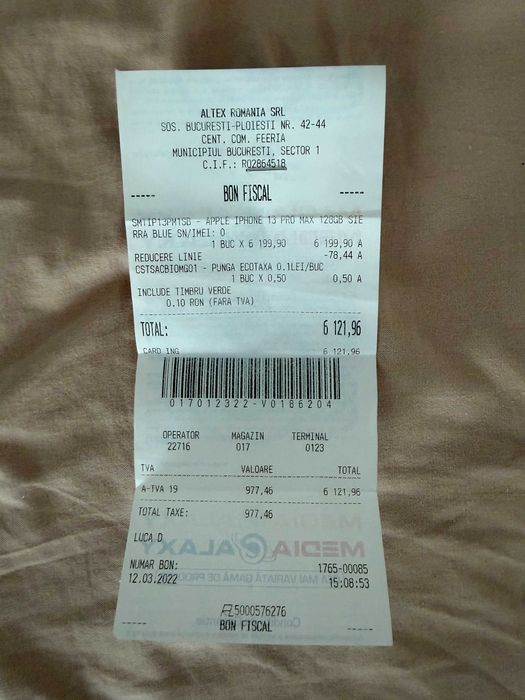 ALTEX ROMANIA SRL
SOS. BUCURESTI-PLOIESTI NR. 42-44
CENT. COM. FEERIA
MUNICIPIUL BUCURESTI, SECTOR 1
C.I.F.: RO2864518
BON FISCAL
SMTIP13PM1SB - APPLE IPHONE 13 PRO MAX 128GB SIE
RRA BLUE SN/IMEI: 0
1 BUC X 6 199,90 6 199,90 A
REDUCERE LINIE -78,44 A
CSTSACBIOMG01 - PUNGA ECOTAXA 0.1LEI/BUC
1 BUC X 0,50 0,50 A
INCLUDE TIMBRU VERDE
0.10 RON (FARA TVA)
TOTAL: 6 121,96
CARD ING 6 121,96
017012322-V0186204
OPERATOR MAGAZIN TERMINAL
22716 017 0123
TVA VALOARE TOTAL
A-TVA 19 977,46 6 121,96
TOTAL TAXE: 977,46
LUCA D
NUMAR BON: 1765-00085
12.03.2022 15:08:53
5000576276
BON FISCAL